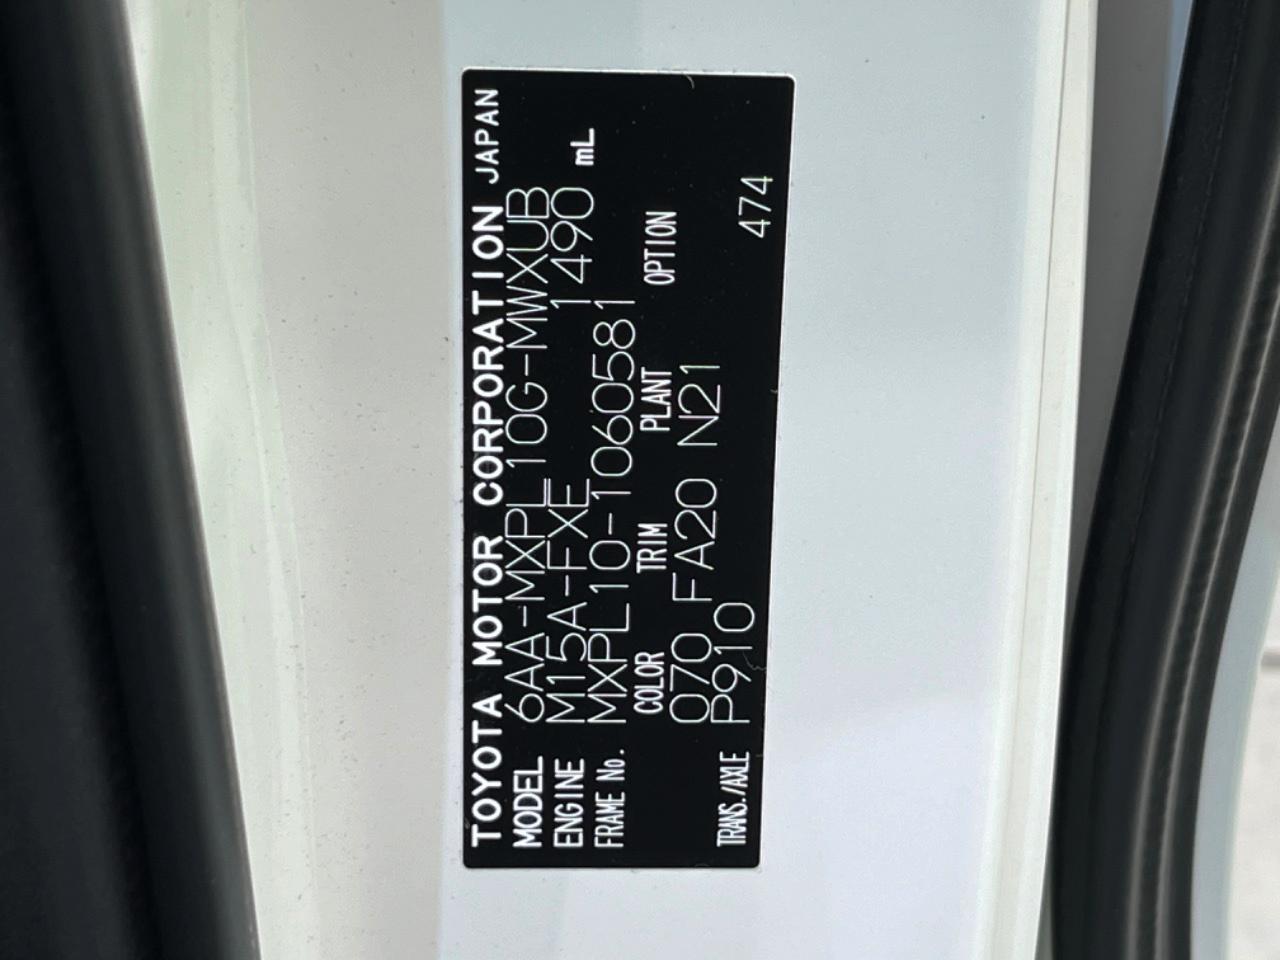 TOYOTA MOTOR CORPORATION JAPAN
MODEL 6AA-MXPL10G-MWXUB
ENGINE M15A-FXE 1490 mL
FRAME No. MXPL10-1060581
COLOR TRIM PLANT OPTION
070 FA20 N21
TRANS./AXLE P910 474